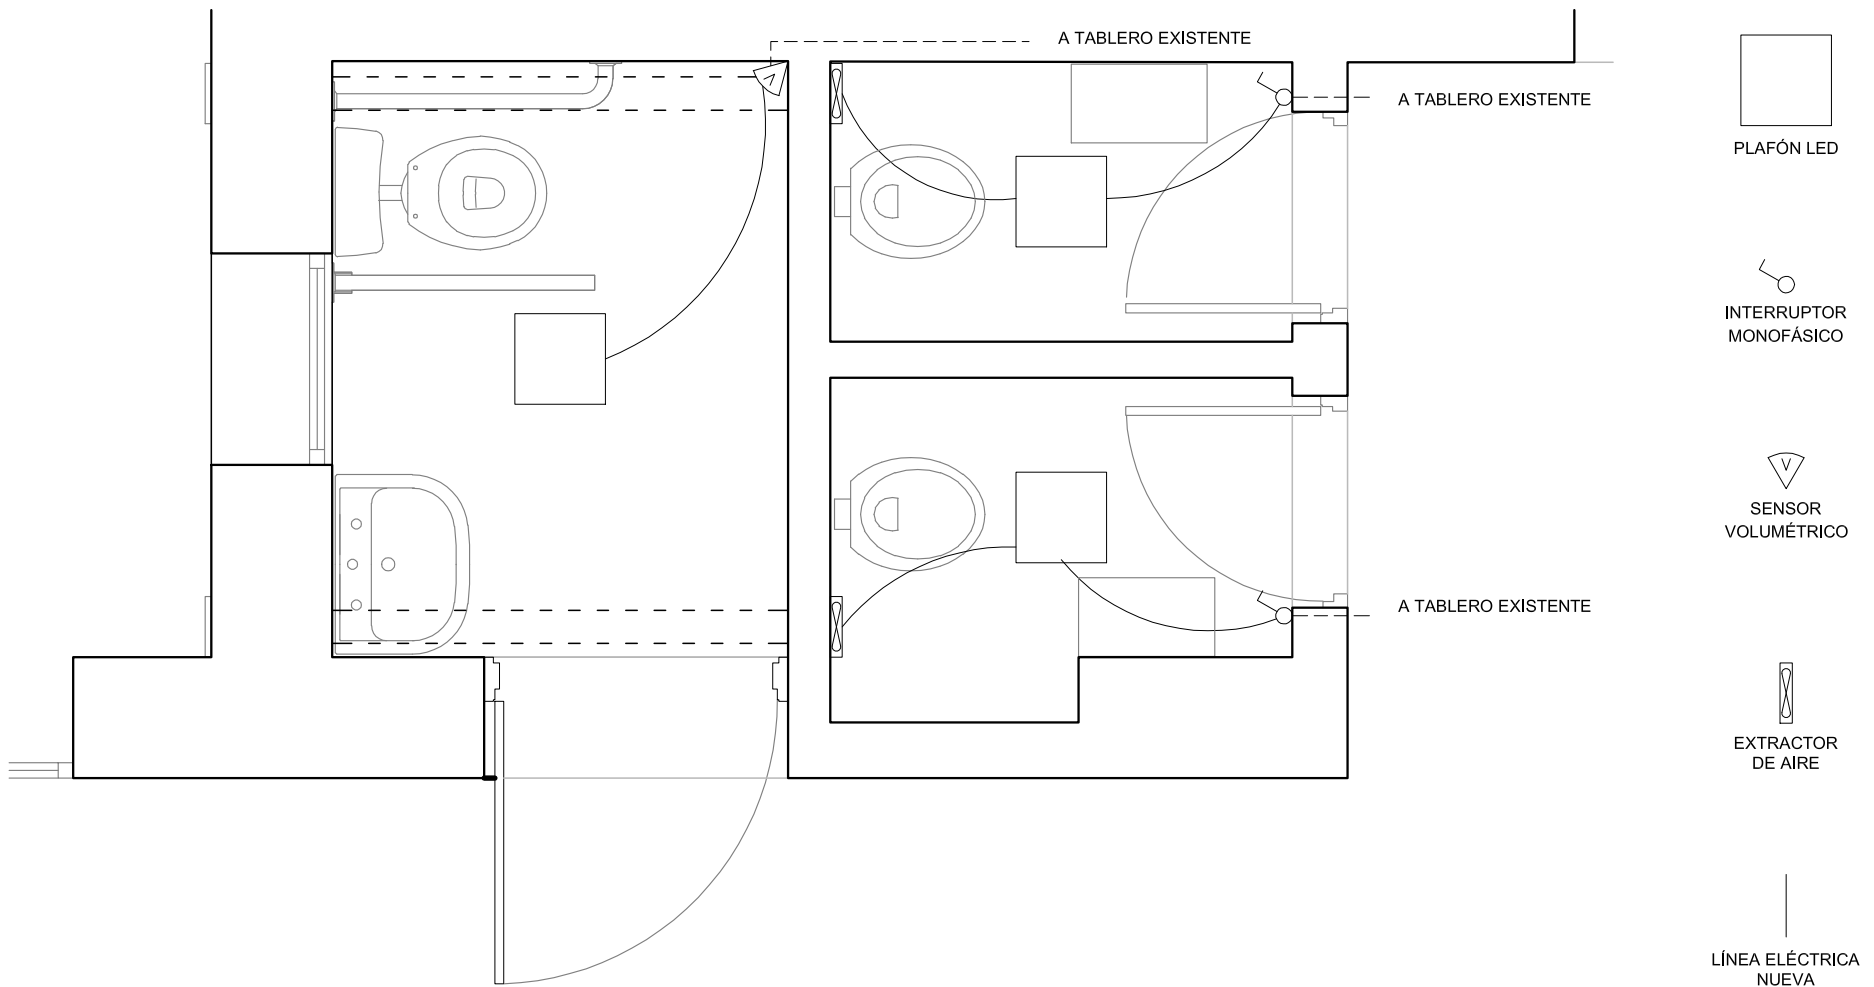 A TABLERO EXISTENTE
A TABLERO EXISTENTE
A TABLERO EXISTENTE
PLAFÓN LED
INTERRUPTOR
MONOFÁSICO
V
SENSOR
VOLUMÉTRICO
EXTRACTOR
DE AIRE
LÍNEA ELÉCTRICA
NUEVA
V